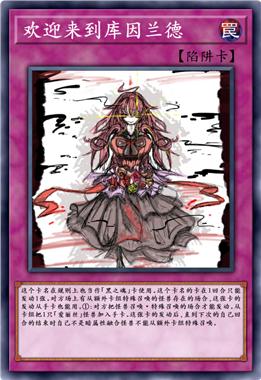 欢迎来到库因兰德
罠
【陷阱卡】
这个卡名在规则上也当作「黑之魂」卡使用。这个卡名的卡在1回合只能
发动1张。对方场上有从额外卡组特殊召唤的怪兽存在的场合，这张卡的
发动从手卡也能用。①：对方把怪兽召唤·特殊召唤的场合才能发动。从
卡组把1只「爱丽丝」怪兽加入手卡。这张卡的发动后，直到下次的自己回
合的结束时自己不是暗属性融合怪兽不能从额外卡组特殊召唤。